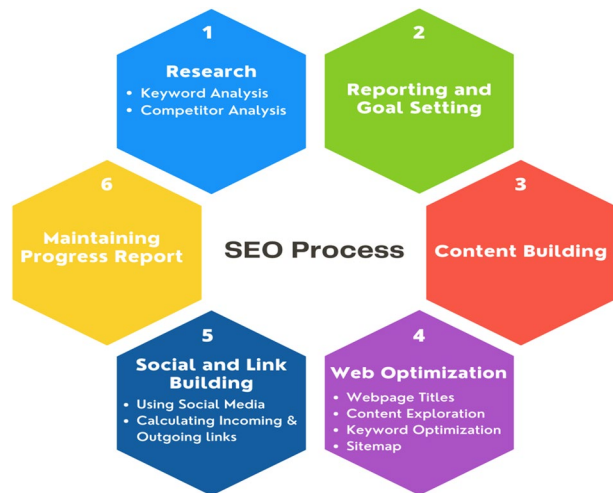 1
Research
• Keyword Analysis
• Competitor Analysis
2
Reporting and
Goal Setting
3
Content Building
4
Web Optimization
• Webpage Titles
• Content Exploration
• Keyword Optimization
• Sitemap
5
Social and Link
Building
• Using Social Media
• Calculating Incoming &
Outgoing links
6
Maintaining
Progress Report
SEO Process